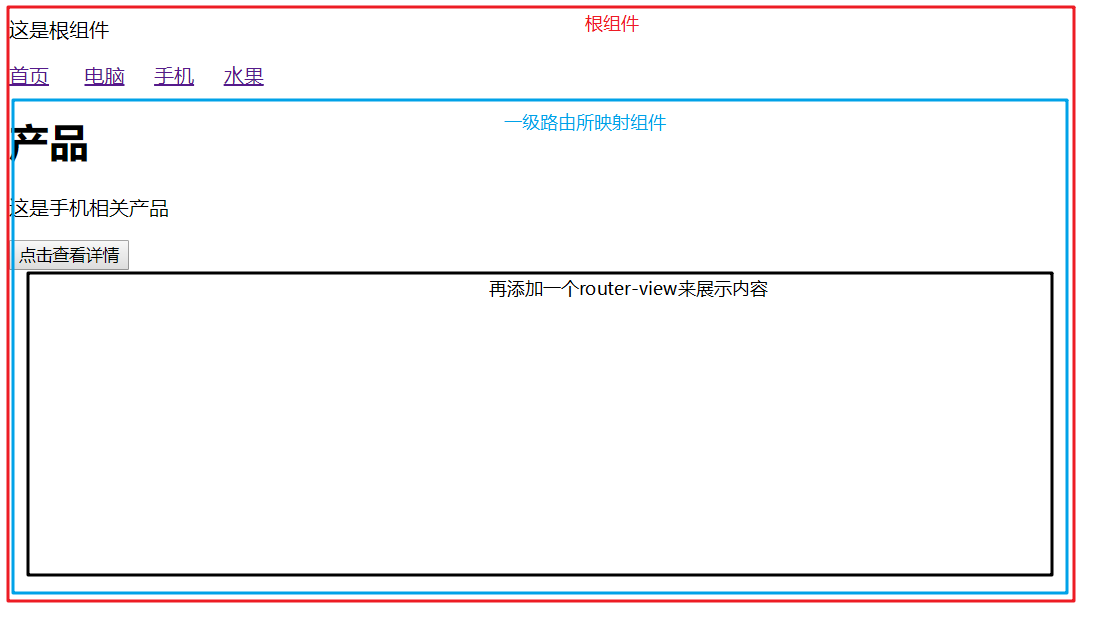 根组件
这是根组件
首页 电脑 手机 水果
一级路由所映射组件
产品
这是手机相关产品
点击查看详情
再添加一个router-view来展示内容